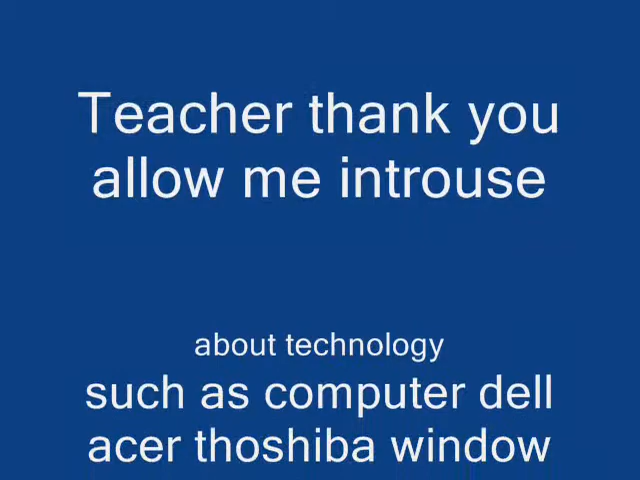 Teacher thank you
allow me introuse
about technology
such as computer dell
acer thoshiba window